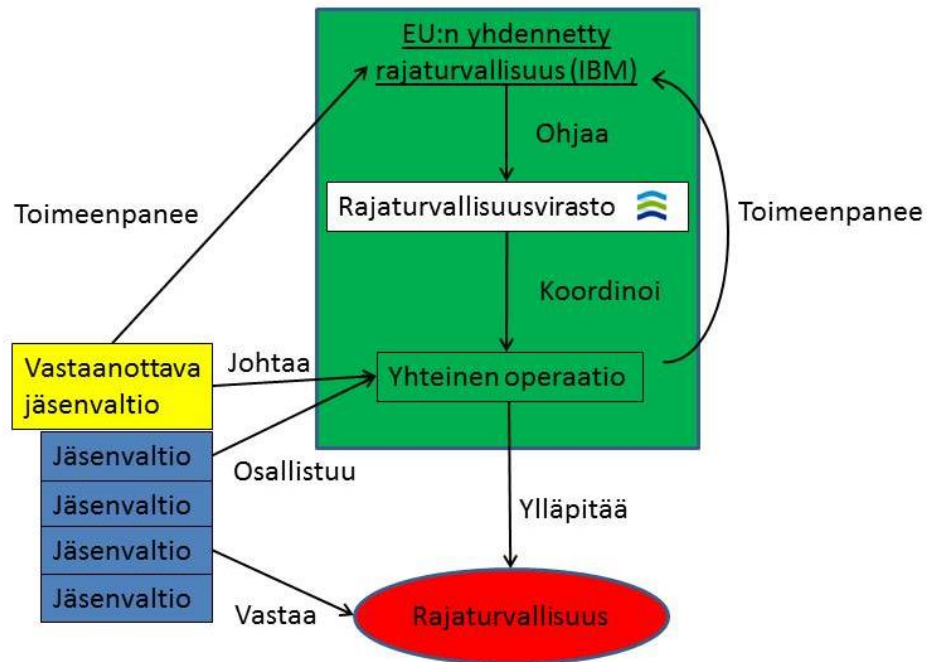 EU:n yhdennetty
rajaturvallisuus (IBM)
Ohjaa
Toimeenpanee
Rajaturvallisuusvirasto
Toimeenpanee
Koordinoi
Vastaanottava
jäsenvaltio
Johtaa
Yhteinen operaatio
Jäsenvaltio
Osallistuu
Jäsenvaltio
Ylläpitää
Jäsenvaltio
Jäsenvaltio
Vastaa
Rajaturvallisuus